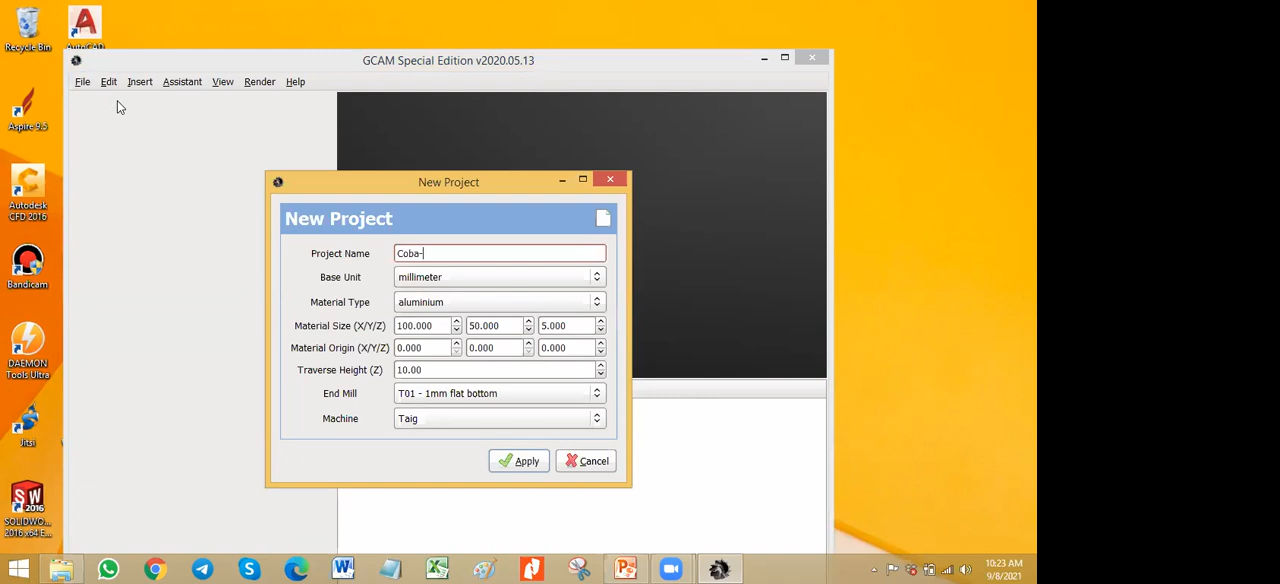 Recycle Bin
AutoCAD
Aspire 9.5
Autodesk
CFD 2016
Bandicam
DAEMON
Tools Ultra
Jitsi
SOLIDWO...
2016 x64 E...
GCAM Special Edition v2020.05.13
File Edit Insert Assistant View Render Help
New Project
New Project
Project Name Coba-
Base Unit millimeter
Material Type aluminium
Material Size (X/Y/Z) 100.000 50.000 5.000
Material Origin (X/Y/Z) 0.000 0.000 0.000
Traverse Height (Z) 10.00
End Mill T01 - 1mm flat bottom
Machine Taig
Apply Cancel
10:23 AM
9/8/2021